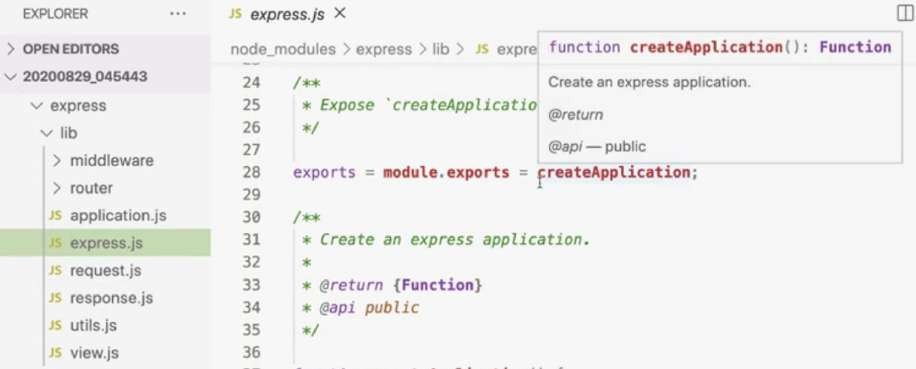 EXPLORER
express.js
OPEN EDITORS
node_modules > express > lib > JS expre
20200829_045443
express
lib
middleware
router
JS application.js
JS express.js
JS request.js
JS response.js
JS utils.js
JS view.js
24 /**
25 * Expose `createApplicatio
26 */
27
28 exports = module.exports = createApplication;
29
30 /**
31 * Create an express application.
32 *
33 * @return {Function}
34 * @api public
35 */
36
function createApplication(): Function
Create an express application.
@return
@api — public